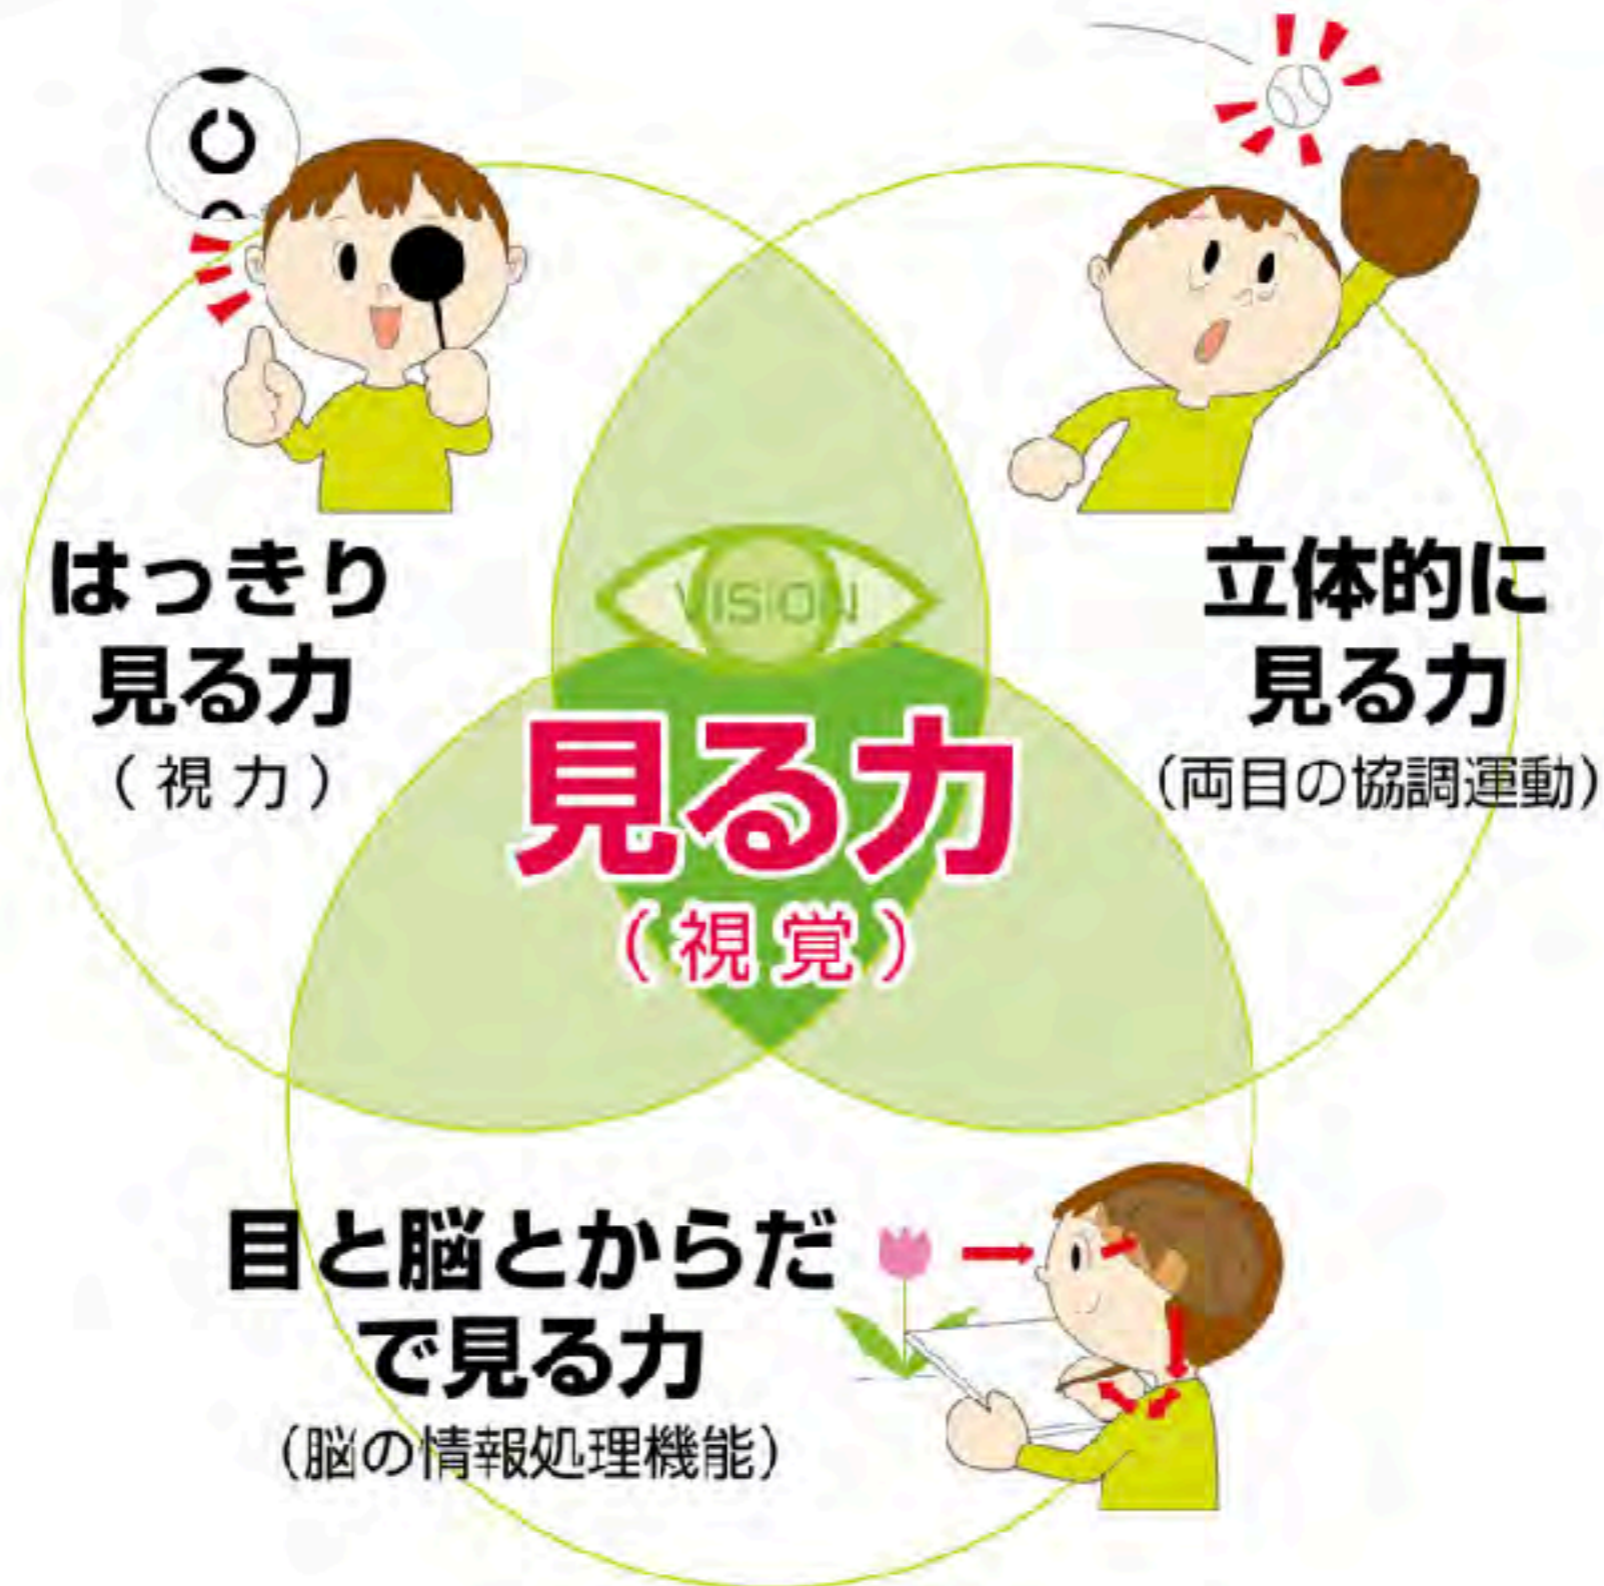 はっきり
見る力
（視力）
立体的に
見る力
（両目の協調運動）
VISION
見る力
（視覚）
目と脳とからだ
で見る力
（脳の情報処理機能）